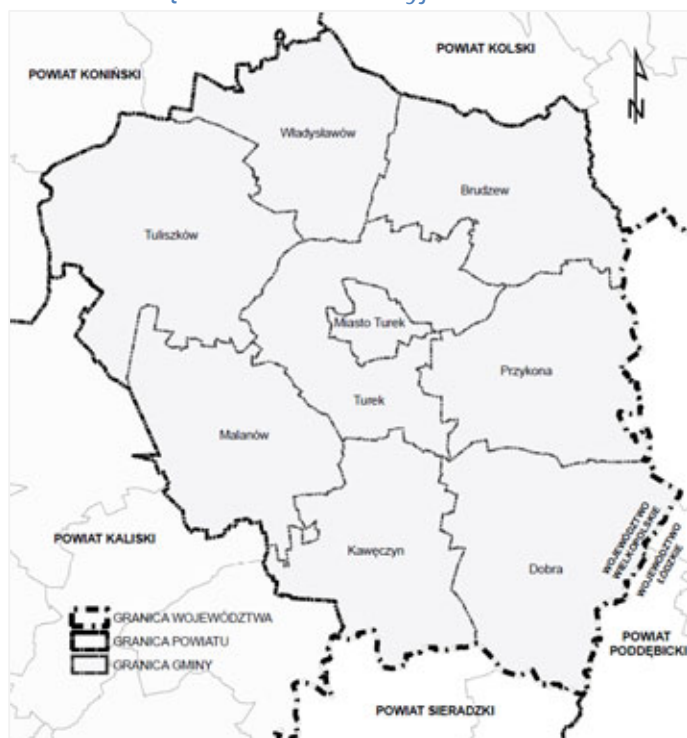 POWIAT KOLSKI
POWIAT KONIŃSKI
N
Władysławów
Brudzew
Tuliszków
Miasto Turek
Przykona
Turek
Malanów
POWIAT KALISKI
Kawęczyn
Dobra
WOJEWÓDZTWO
WIELKOPOLSKIE
WOJEWÓDZTWO
ŁÓDZKIE
GRANICA WOJEWÓDZTWA
GRANICA POWIATU
GRANICA GMINY
POWIAT
PODDĘBICKI
POWIAT SIERADZKI